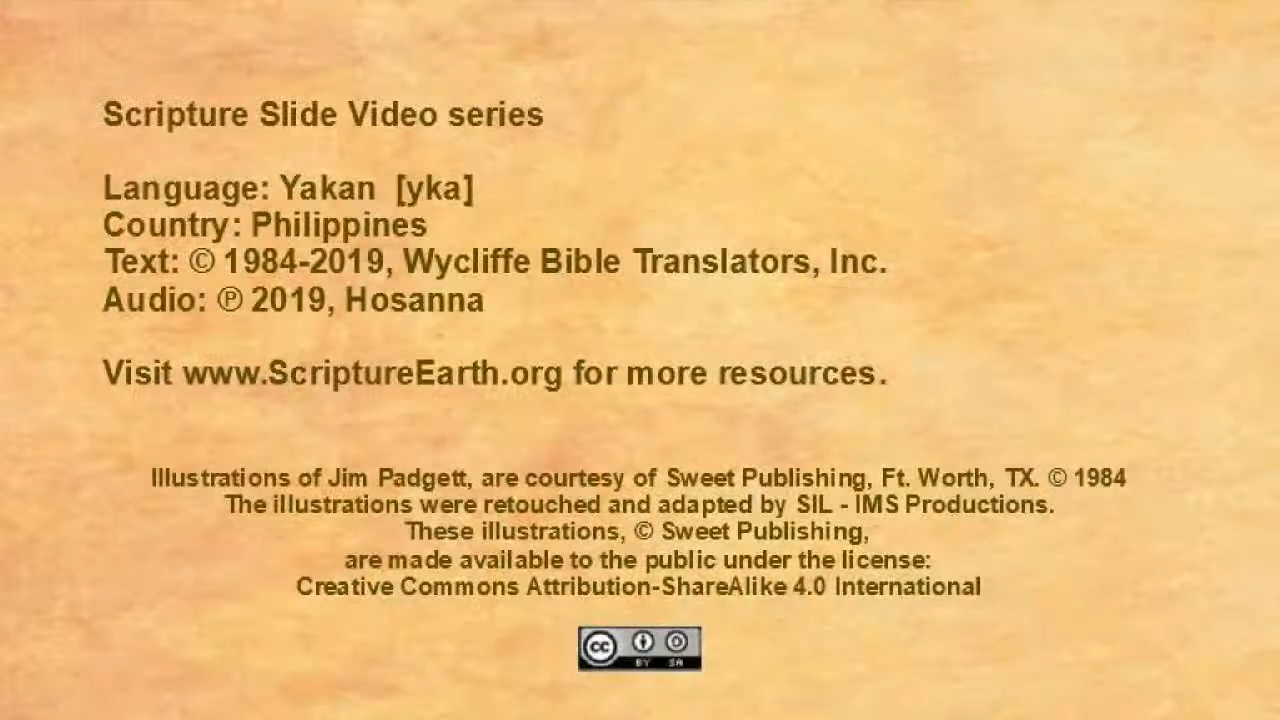 Scripture Slide Video series
Language: Yakan [yka]
Country: Philippines
Text: © 1984-2019, Wycliffe Bible Translators, Inc.
Audio: ℗ 2019, Hosanna
Visit www.ScriptureEarth.org for more resources.
Illustrations of Jim Padgett, are courtesy of Sweet Publishing, Ft. Worth, TX. © 1984
The illustrations were retouched and adapted by SIL - IMS Productions.
These illustrations, © Sweet Publishing,
are made available to the public under the license:
Creative Commons Attribution-ShareAlike 4.0 International
cc BY SA